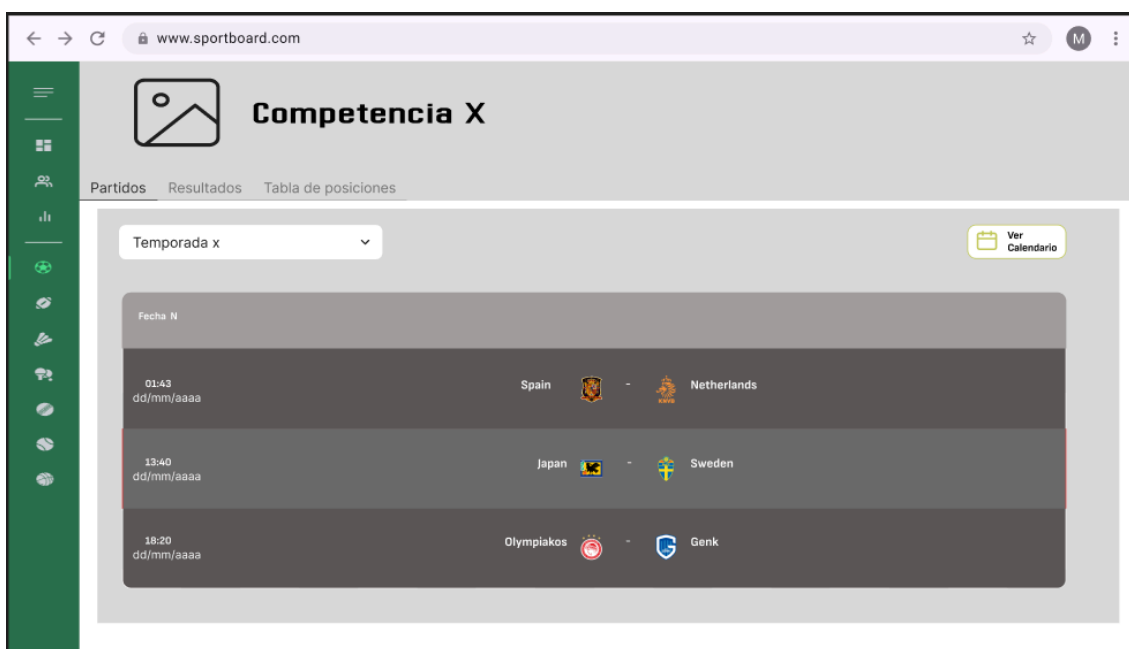 www.sportboard.com
M
Competencia X
Partidos Resultados Tabla de posiciones
Temporada x
Ver
Calendario
Fecha N
01:43
dd/mm/aaaa
Spain - Netherlands
13:40
dd/mm/aaaa
Japan - Sweden
18:20
dd/mm/aaaa
Olympiakos - Genk